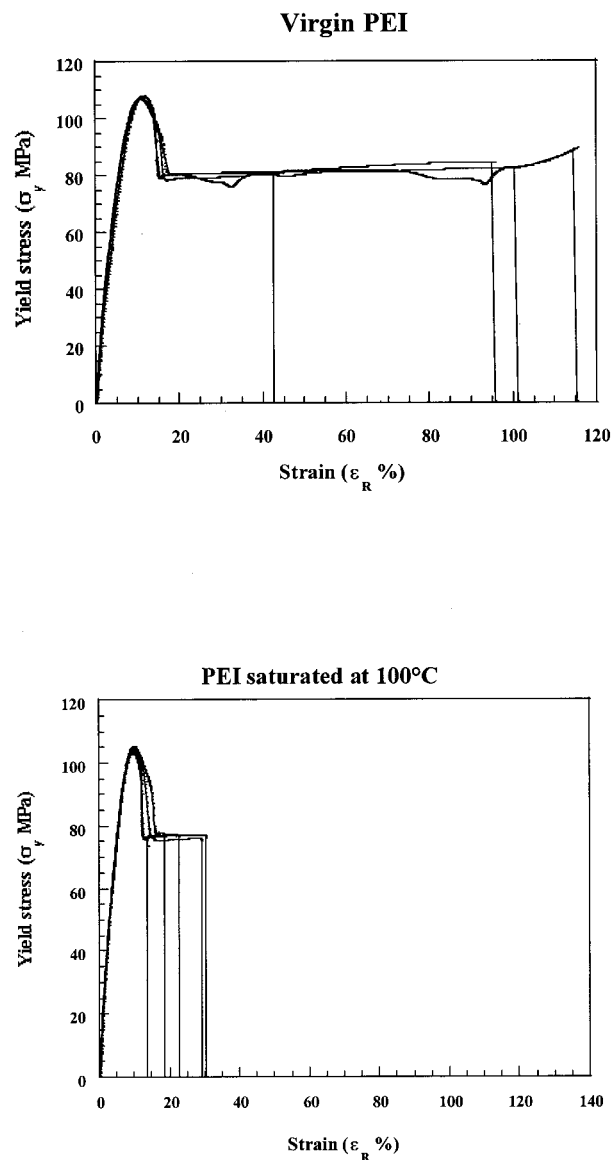 Virgin PEI
120
100
80
60
40
20
0
Yield stress (σy MPa)
0 20 40 60 80 100 120
Strain (εR %)
PEI saturated at 100°C
120
100
80
60
40
20
0
Yield stress (σy MPa)
0 20 40 60 80 100 120 140
Strain (εR %)